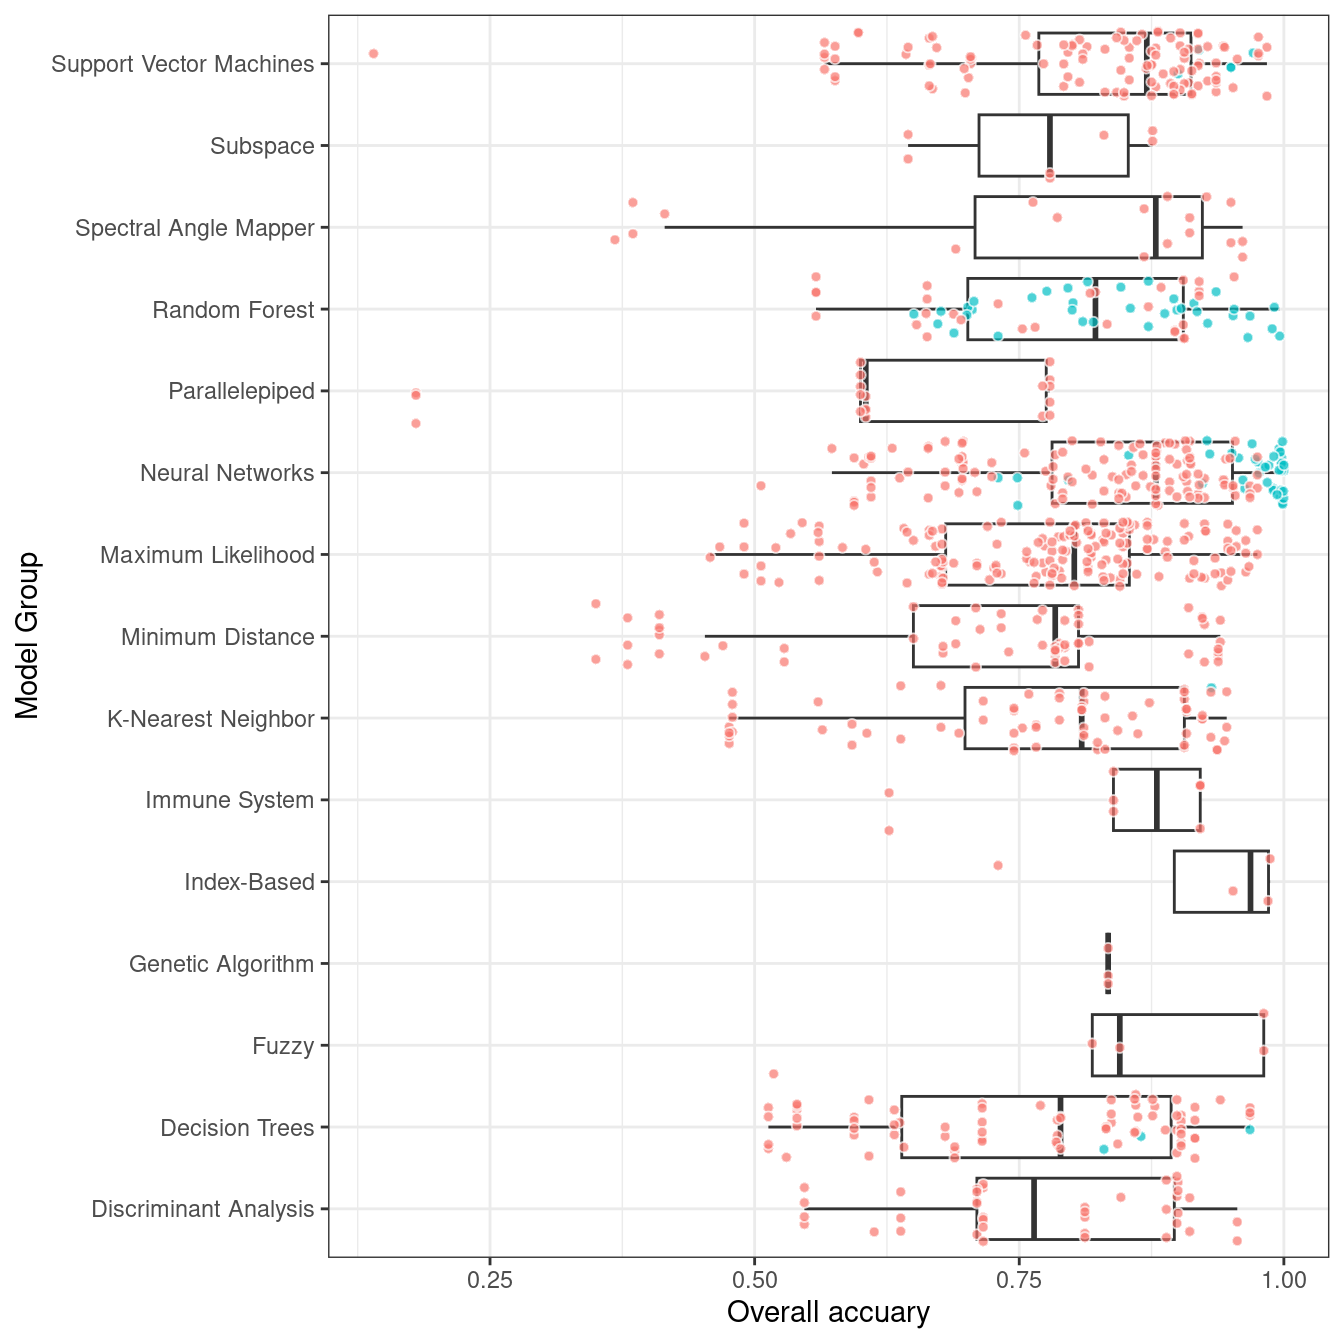 Support Vector Machines
Subspace
Spectral Angle Mapper
Random Forest
Parallelepiped
Neural Networks
Maximum Likelihood
Minimum Distance
K-Nearest Neighbor
Immune System
Index-Based
Genetic Algorithm
Fuzzy
Decision Trees
Discriminant Analysis
Model Group
0.25 0.50 0.75 1.00
Overall accuary